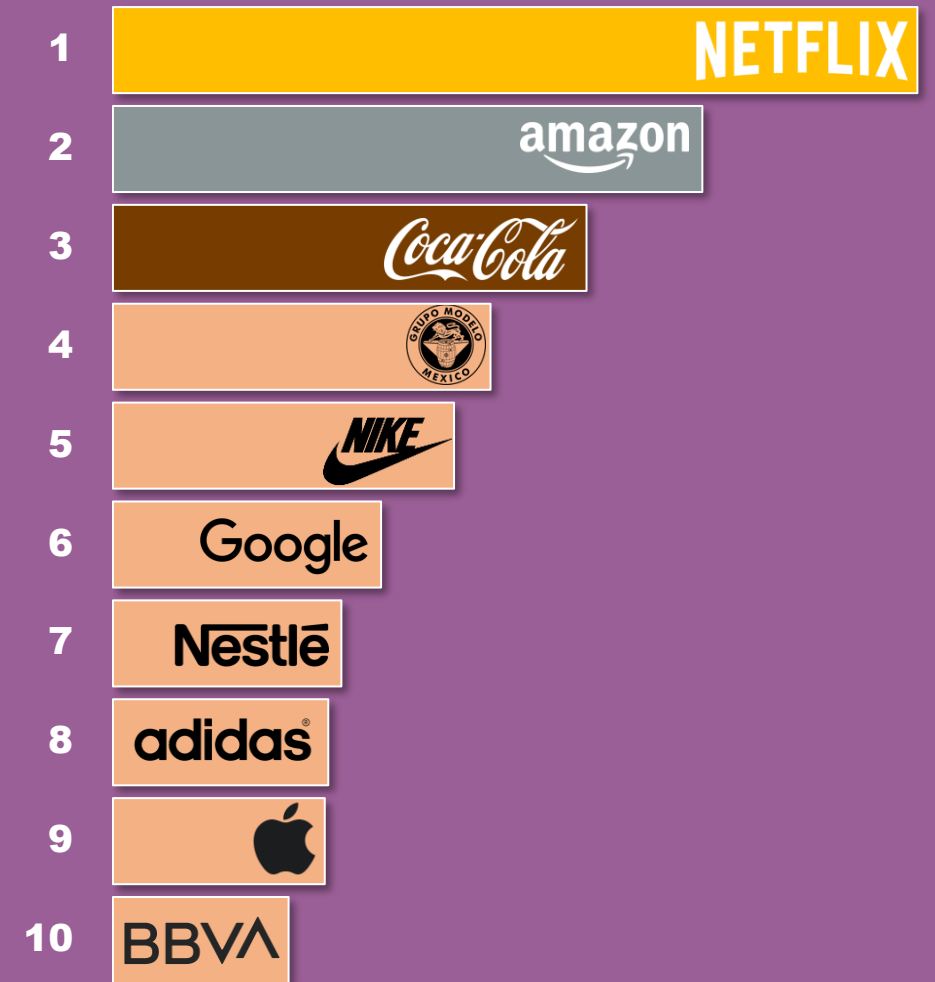 1 NETFLIX
2 amazon
3 Coca-Cola
4 GRUPO MODELO MEXICO
5 NIKE
6 Google
7 Nestlé
8 adidas®
9
10 BBVA